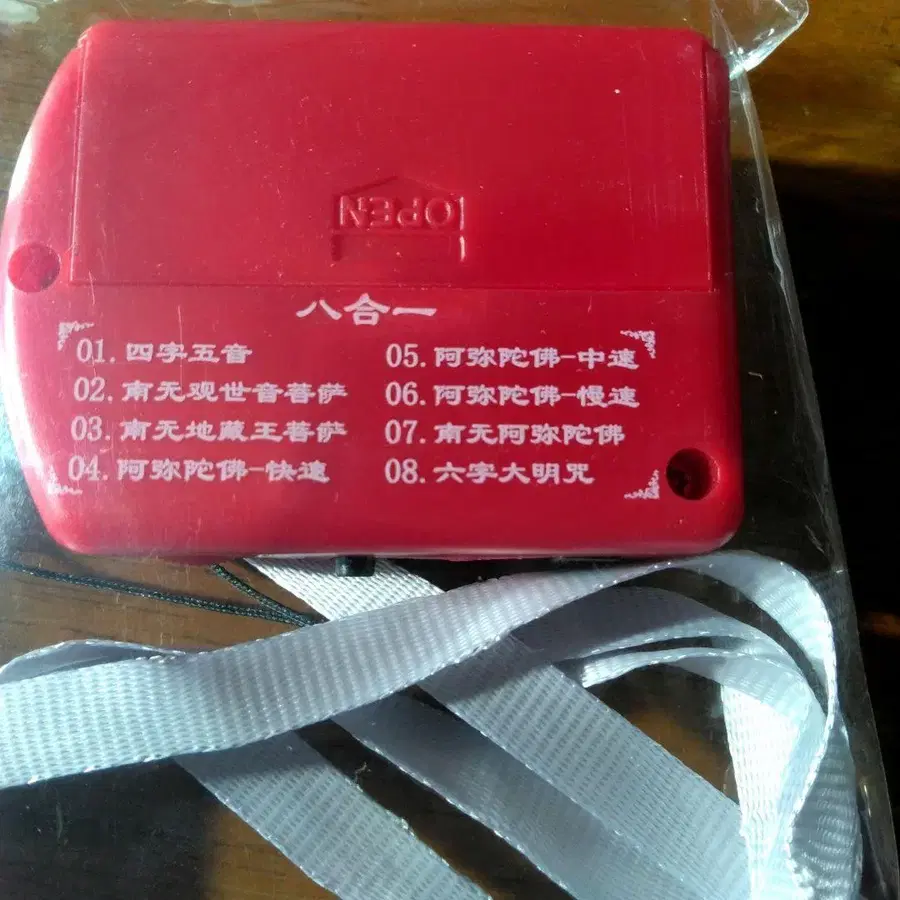 OPEN
八合一
01.四字五音
02.南无观世音菩萨
03.南无地藏王菩萨
04.阿弥陀佛-快速
05.阿弥陀佛-中速
06.阿弥陀佛-慢速
07.南无阿弥陀佛
08.六字大明咒